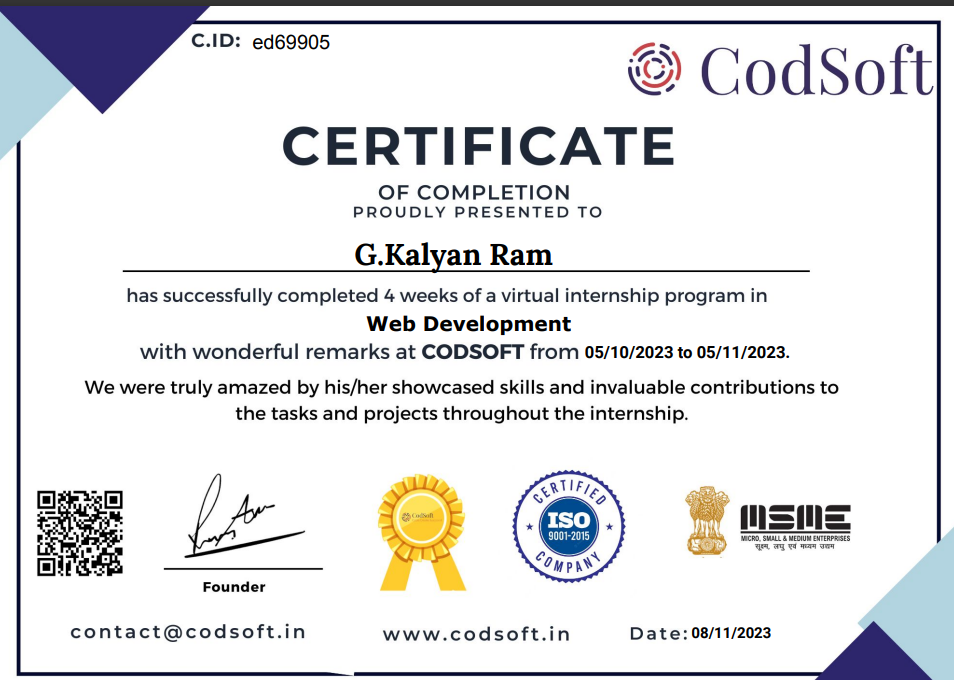 C.ID: ed69905
CodSoft
CERTIFICATE
OF COMPLETION
PROUDLY PRESENTED TO
G.Kalyan Ram
has successfully completed 4 weeks of a virtual internship program in
Web Development
with wonderful remarks at CODSOFT from 05/10/2023 to 05/11/2023.
We were truly amazed by his/her showcased skills and invaluable contributions to
the tasks and projects throughout the internship.
Founder
CodSoft
CERTIFIED
ISO
9001-2015
COMPANY
MSME
MICRO, SMALL & MEDIUM ENTERPRISES
सूक्ष्म, लघु एवं मध्यम उद्यम
contact@codsoft.in
www.codsoft.in
Date: 08/11/2023